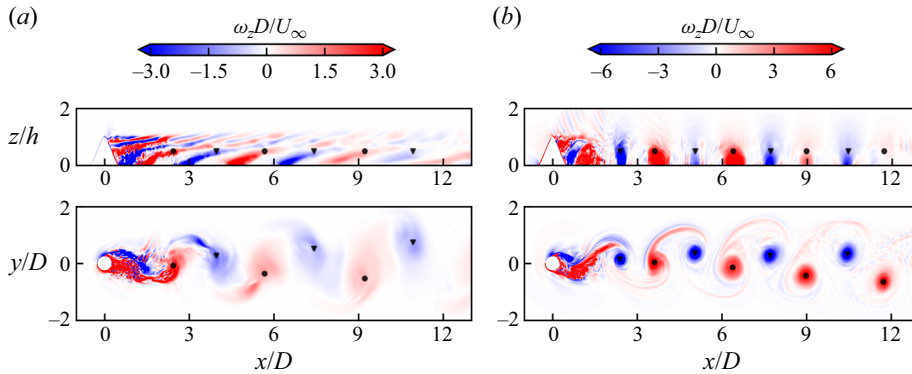 (a) (b)
ω_zD/U_∞ ω_zD/U_∞
–3.0 –1.5 0 1.5 3.0 –6 –3 0 3 6
2 2
z/h
0 0
0 3 6 9 12 0 3 6 9 12
2 2
y/D 0 0
–2 –2
0 3 6 9 12 0 3 6 9 12
x/D x/D